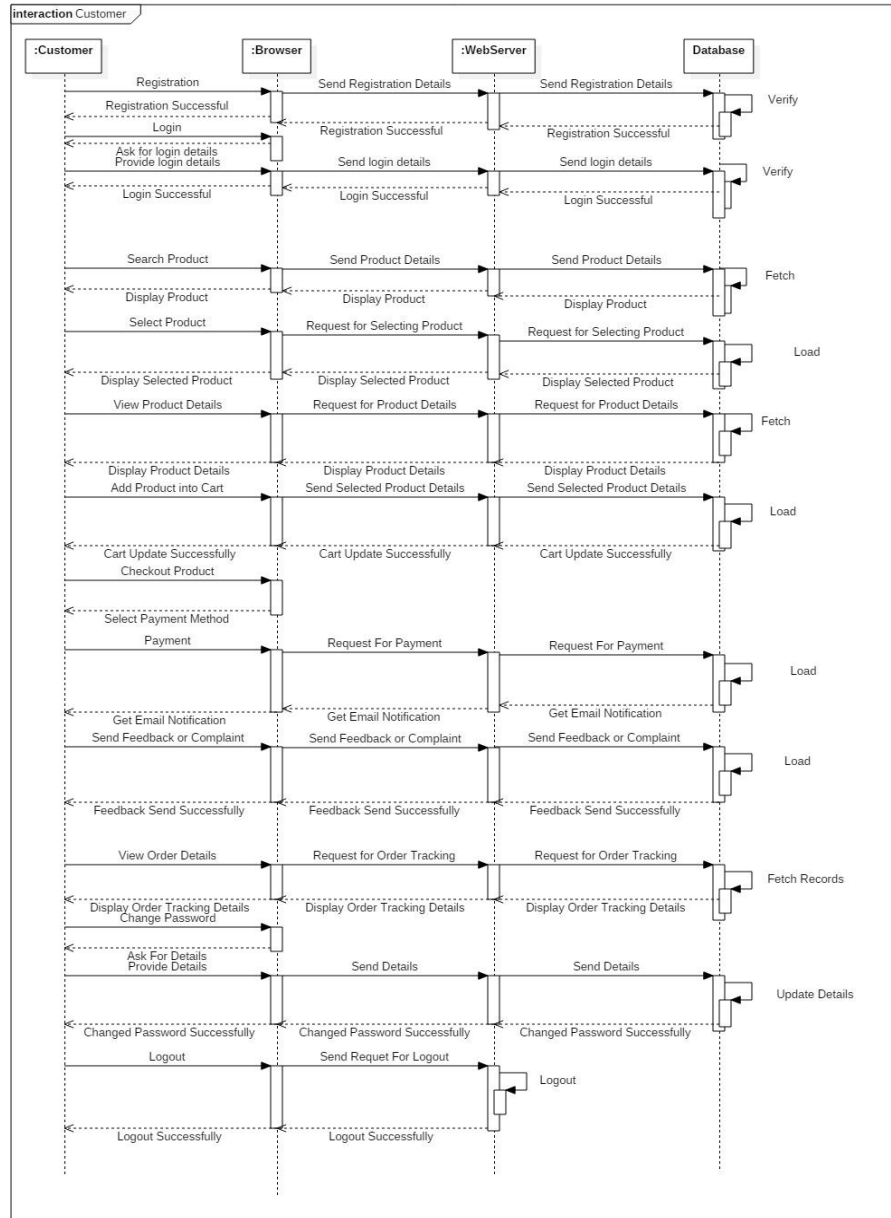 interaction Customer
:Customer
:Browser
:WebServer
Database
Registration
Send Registration Details
Send Registration Details
Verify
Registration Successful
Registration Successful
Registration Successful
Login
Ask for login details
Provide login details
Send login details
Send login details
Verify
Login Successful
Login Successful
Login Successful
Search Product
Send Product Details
Send Product Details
Fetch
Display Product
Display Product
Display Product
Select Product
Request for Selecting Product
Request for Selecting Product
Load
Display Selected Product
Display Selected Product
Display Selected Product
View Product Details
Request for Product Details
Request for Product Details
Fetch
Display Product Details
Display Product Details
Display Product Details
Add Product into Cart
Send Selected Product Details
Send Selected Product Details
Load
Cart Update Successfully
Cart Update Successfully
Cart Update Successfully
Checkout Product
Select Payment Method
Payment
Request For Payment
Request For Payment
Load
Get Email Notification
Get Email Notification
Get Email Notification
Send Feedback or Complaint
Send Feedback or Complaint
Send Feedback or Complaint
Load
Feedback Send Successfully
Feedback Send Successfully
Feedback Send Successfully
View Order Details
Request for Order Tracking
Request for Order Tracking
Fetch Records
Display Order Tracking Details
Display Order Tracking Details
Display Order Tracking Details
Change Password
Ask For Details
Provide Details
Send Details
Send Details
Update Details
Changed Password Successfully
Changed Password Successfully
Changed Password Successfully
Logout
Send Requet For Logout
Logout
Logout Successfully
Logout Successfully